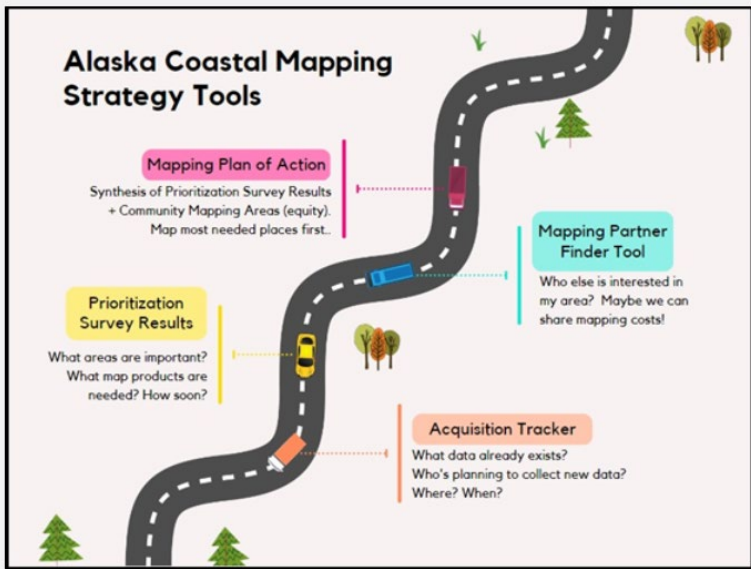 Alaska Coastal Mapping
Strategy Tools
Mapping Plan of Action
Synthesis of Prioritization Survey Results
+ Community Mapping Areas (equity).
Map most needed places first..
Mapping Partner
Finder Tool
Who else is interested in
my area? Maybe we can
share mapping costs!
Prioritization
Survey Results
What areas are important?
What map products are
needed? How soon?
Acquisition Tracker
What data already exists?
Who's planning to collect new data?
Where? When?